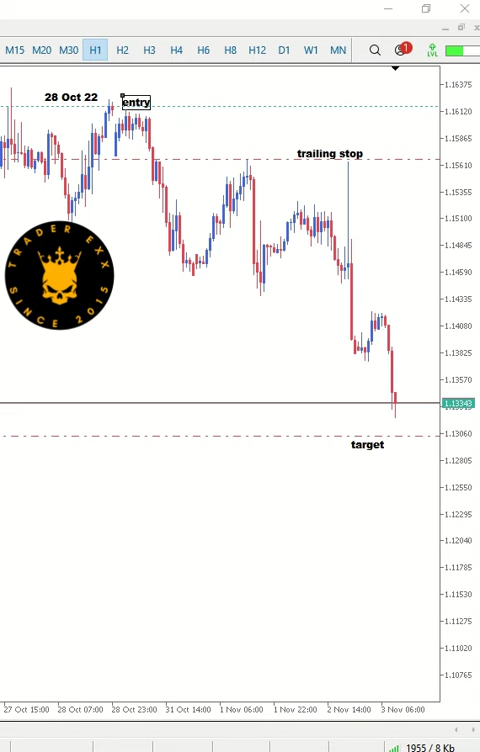 M15 M20 M30 H1 H2 H3 H4 H6 H8 H12 D1 W1 MN 1 LVL
1.16375
28 Oct 22 entry
1.16120
1.15865
trailing stop
1.15610
1.15355
1.15100
TRADER EXX
SINCE 2015
1.14845
1.14590
1.14335
1.14080
1.13825
1.13570
1.13343
1.13060
target
1.12805
1.12550
1.12295
1.12040
1.11785
1.11530
1.11275
1.11020
1.10765
27 Oct 15:00 28 Oct 07:00 28 Oct 23:00 31 Oct 14:00 1 Nov 06:00 1 Nov 22:00 2 Nov 14:00 3 Nov 06:00
1955 / 8 Kb